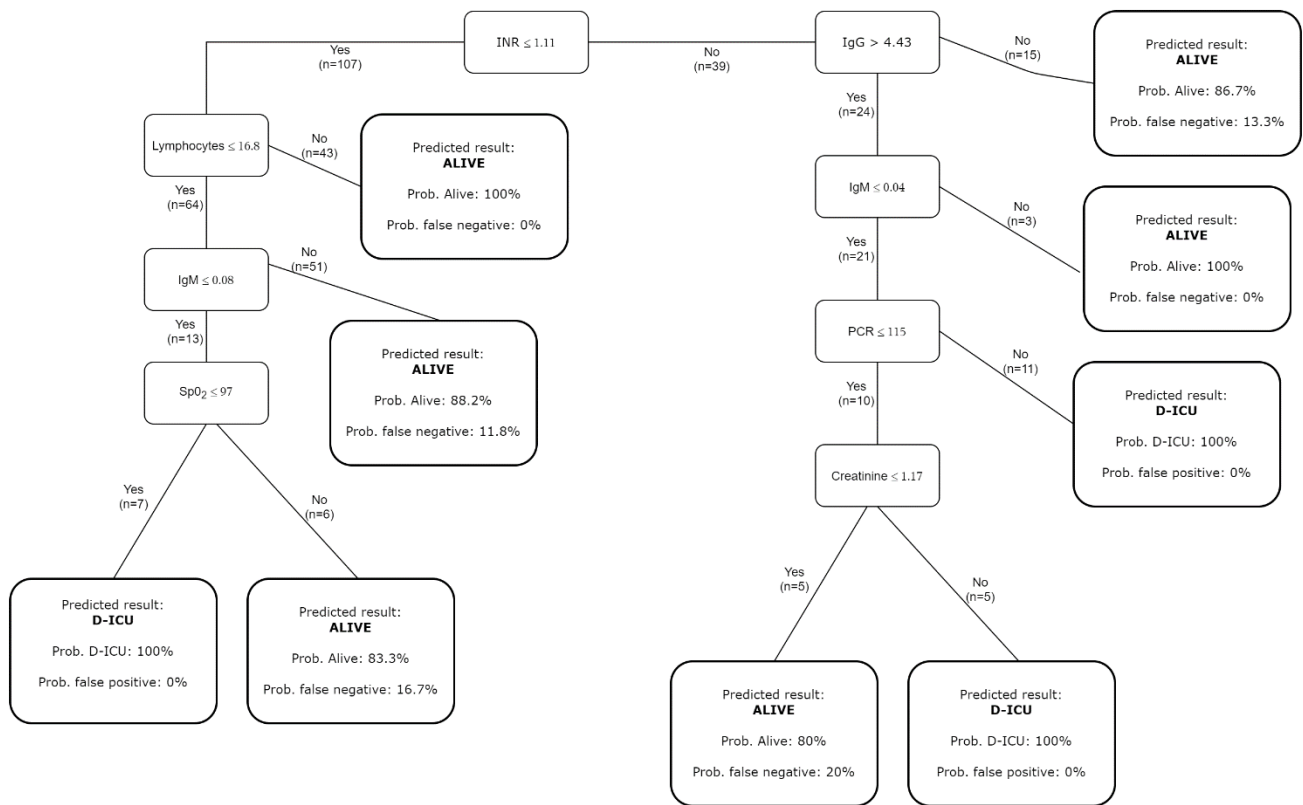 INR ≤ 1.11
IgG > 4.43
Yes
(n=107)
No
(n=39)
No
(n=15)
Predicted result:
ALIVE
Prob. Alive: 86.7%
Prob. false negative: 13.3%
Yes
(n=24)
Lymphocytes ≤ 16.8
No
(n=43)
Predicted result:
ALIVE
Prob. Alive: 100%
Prob. false negative: 0%
IgM ≤ 0.04
No
(n=3)
Predicted result:
ALIVE
Prob. Alive: 100%
Prob. false negative: 0%
Yes
(n=64)
Yes
(n=21)
IgM ≤ 0.08
No
(n=51)
Predicted result:
ALIVE
Prob. Alive: 88.2%
Prob. false negative: 11.8%
PCR ≤ 115
No
(n=11)
Predicted result:
D-ICU
Prob. D-ICU: 100%
Prob. false positive: 0%
Yes
(n=13)
Yes
(n=10)
Sp0₂ ≤ 97
Creatinine ≤ 1.17
Yes
(n=7)
No
(n=6)
Yes
(n=5)
No
(n=5)
Predicted result:
D-ICU
Prob. D-ICU: 100%
Prob. false positive: 0%
Predicted result:
ALIVE
Prob. Alive: 83.3%
Prob. false negative: 16.7%
Predicted result:
ALIVE
Prob. Alive: 80%
Prob. false negative: 20%
Predicted result:
D-ICU
Prob. D-ICU: 100%
Prob. false positive: 0%